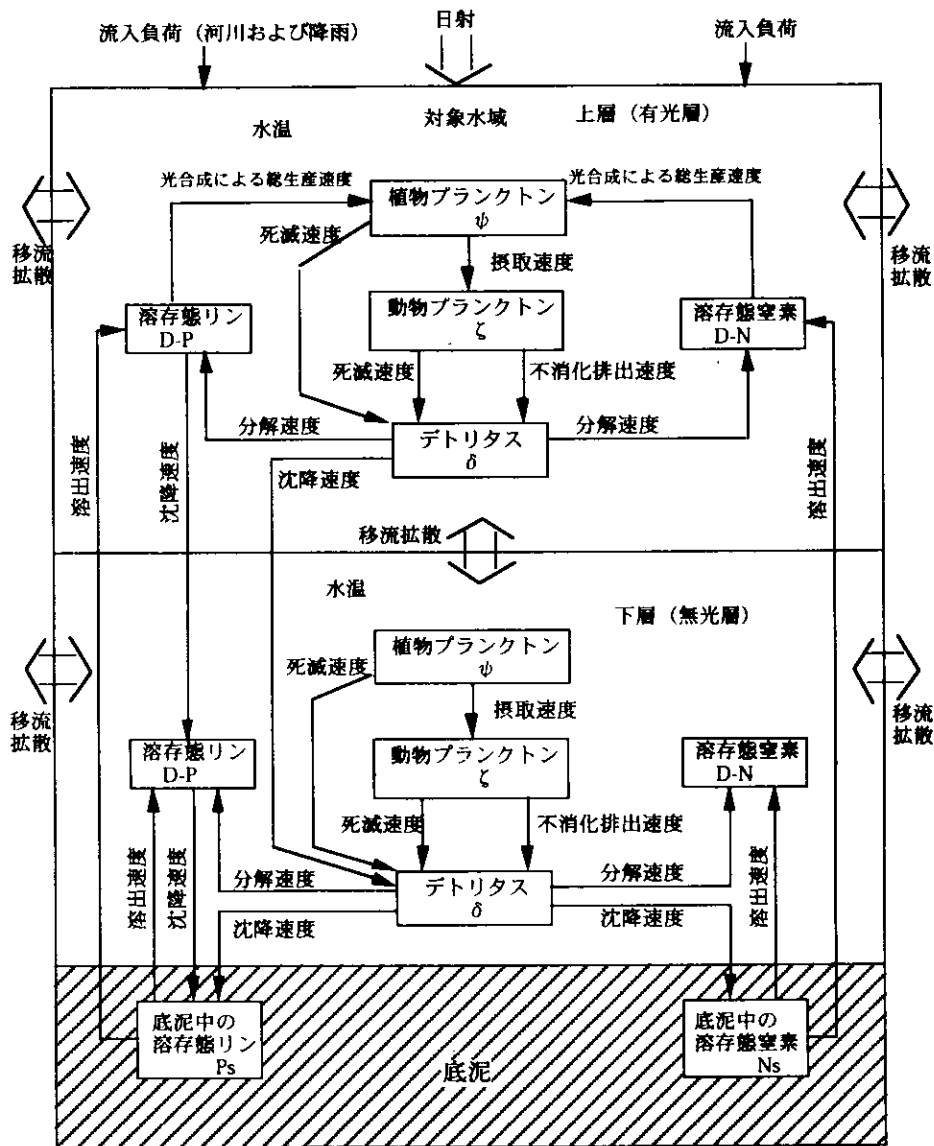 流入負荷（河川および降雨）
日射
流入負荷
水温
対象水域
上層（有光層）
光合成による総生産速度
植物プランクトン
ψ
光合成による総生産速度
死滅速度
摂取速度
移流
拡散
移流
拡散
溶存態リン
D-P
動物プランクトン
ζ
溶存態窒素
D-N
死滅速度
不消化排出速度
分解速度
デトリタス
δ
分解速度
溶出速度
沈降速度
沈降速度
溶出速度
移流拡散
水温
下層（無光層）
死滅速度
植物プランクトン
ψ
摂取速度
移流
拡散
移流
拡散
溶存態リン
D-P
動物プランクトン
ζ
溶存態窒素
D-N
死滅速度
不消化排出速度
溶出速度
沈降速度
分解速度
デトリタス
δ
分解速度
溶出速度
沈降速度
沈降速度
底泥中の
溶存態リン
Ps
底泥
底泥中の
溶存態窒素
Ns